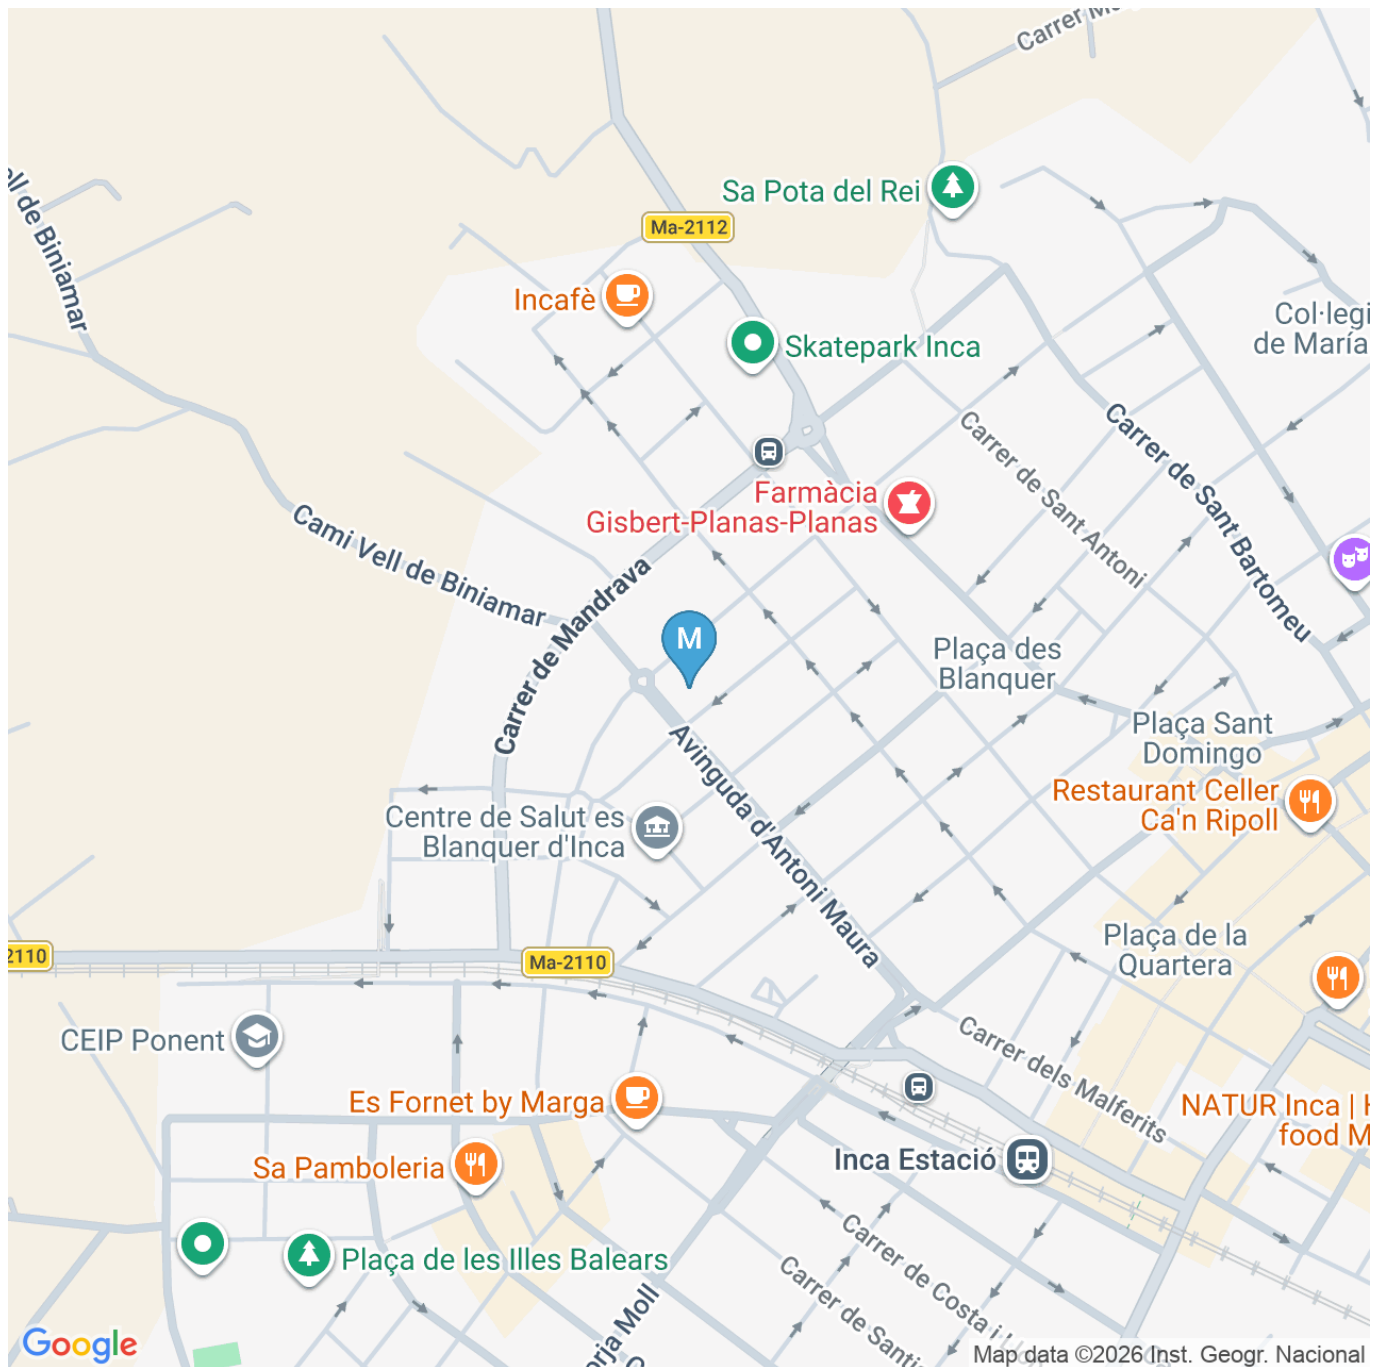 Sa Pota del Rei
Ma-2112
Incafè
Skatepark Inca
Col·legi
de María
Carrer de Sant Antoni
Carrer de Sant Bartomeu
Farmàcia
Gisbert-Planas-Planas
Cami Vell de Biniamar
de Biniamar
Carrer de Mandrava
M
Plaça des
Blanquer
Plaça Sant
Domingo
Avinguda d'Antoni Maura
Restaurant Celler
Ca'n Ripoll
Centre de Salut es
Blanquer d'Inca
Plaça de la
Quartera
2110
Ma-2110
CEIP Ponent
Carrer dels Malferits
Es Fornet by Marga
NATUR Inca |
food M
Sa Pamboleria
Inca Estació
Plaça de les Illes Balears
Carrer de Costa i
Carrer de Santi
orja Moll
Carrer
Google
Map data ©2026 Inst. Geogr. Nacional